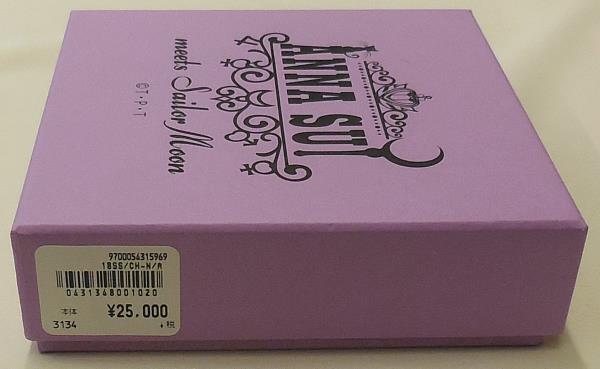 ANNA SUI
meets Sailor Moon
©T・P・T
9700054315969
18SS/CH-N/A
0431348001020
本体 ¥25,000
3134 +税